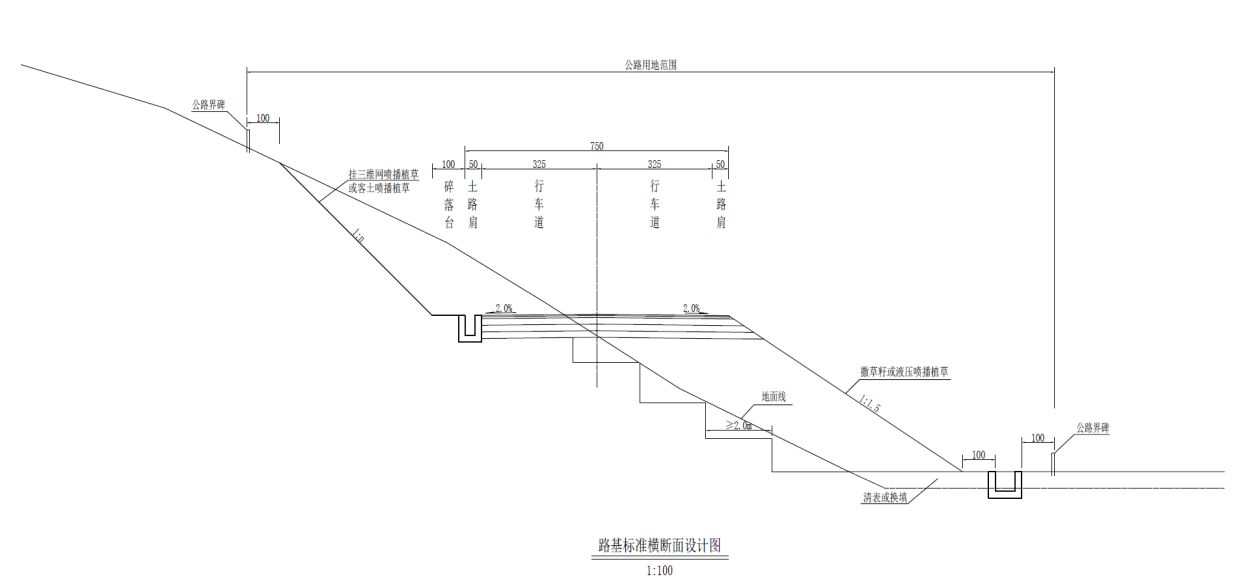 公路用地范围
公路界碑
100
750
100
50
325
325
50
挂三维网喷播植草
或客土喷播植草
碎落台
土路肩
行车道
行车道
土路肩
1:n
2.0%
2.0%
撒草籽或液压喷播植草
1:1.5
地面线
≥2.0m
公路界碑
100
100
清表或换填
路基标准横断面设计图
1:100